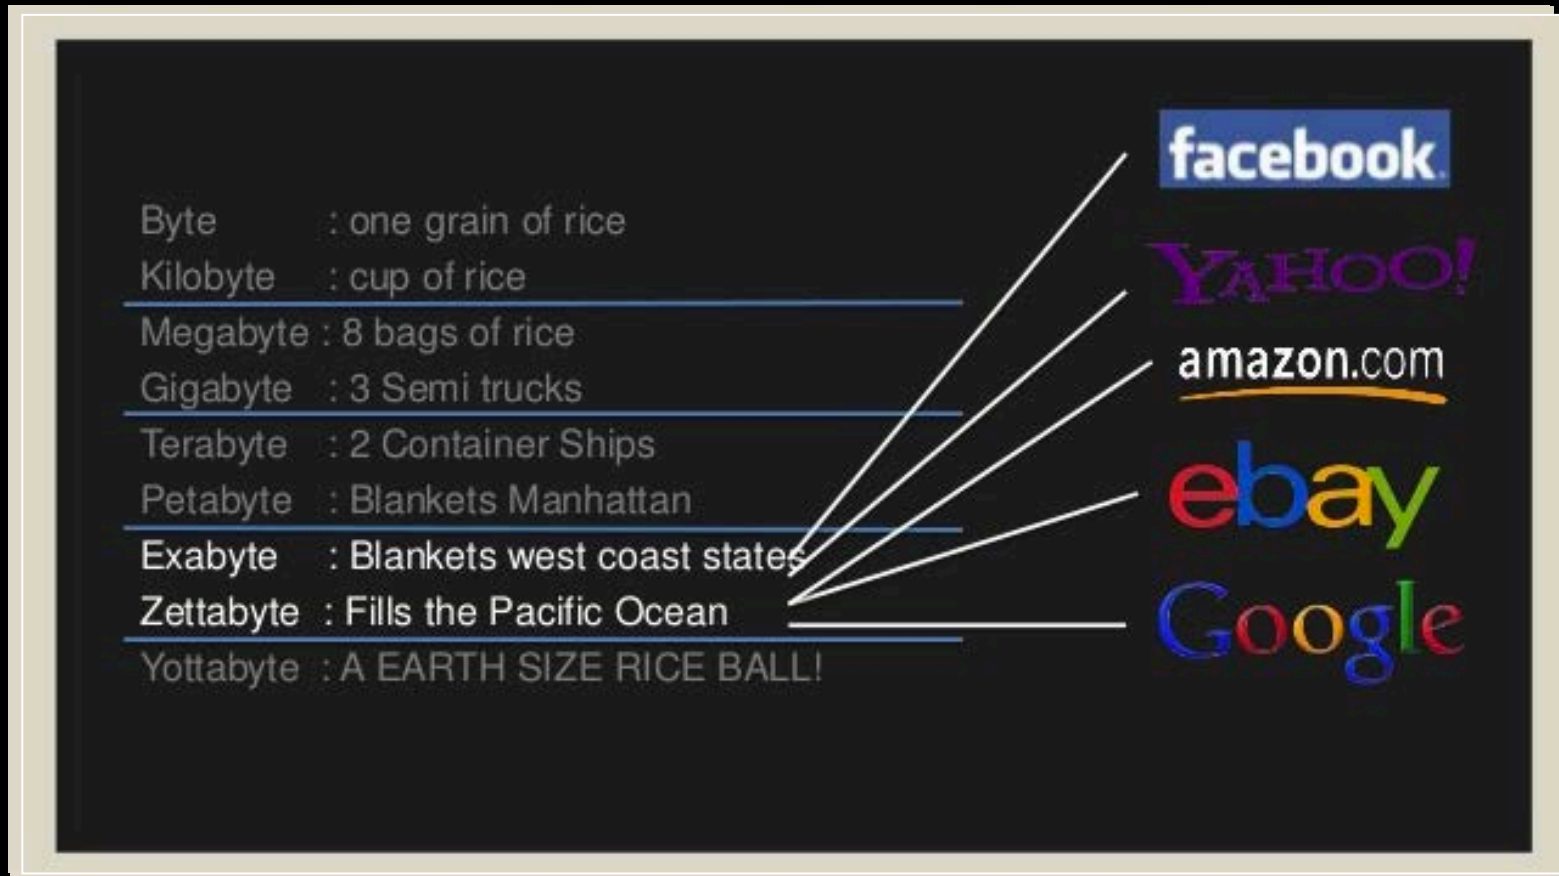 Byte : one grain of rice
Kilobyte : cup of rice
Megabyte : 8 bags of rice
Gigabyte : 3 Semi trucks
Terabyte : 2 Container Ships
Petabyte : Blankets Manhattan
Exabyte : Blankets west coast states
Zettabyte : Fills the Pacific Ocean
Yottabyte : A EARTH SIZE RICE BALL!
facebook.
YAHOO!
amazon.com
ebay
Google